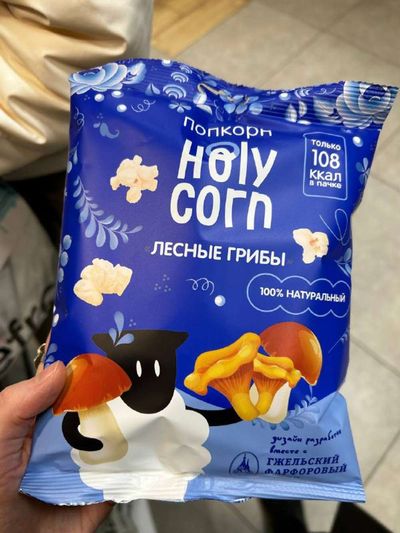 попкорн
Holy
corn
только
108
ккал
в пачке
ЛЕСНЫЕ ГРИБЫ
100% НАТУРАЛЬНЫЙ
дизайн разработан
вместе с
ГЖЕЛЬСКИЙ
ФАРФОРОВЫЙ